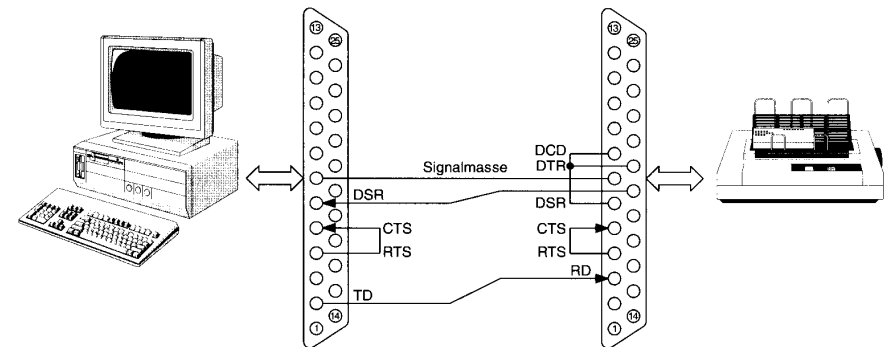 13
25
13
25
DCD
Signalmasse
DTR
DSR
DSR
CTS
CTS
RTS
RTS
RD
TD
14
14
1
1